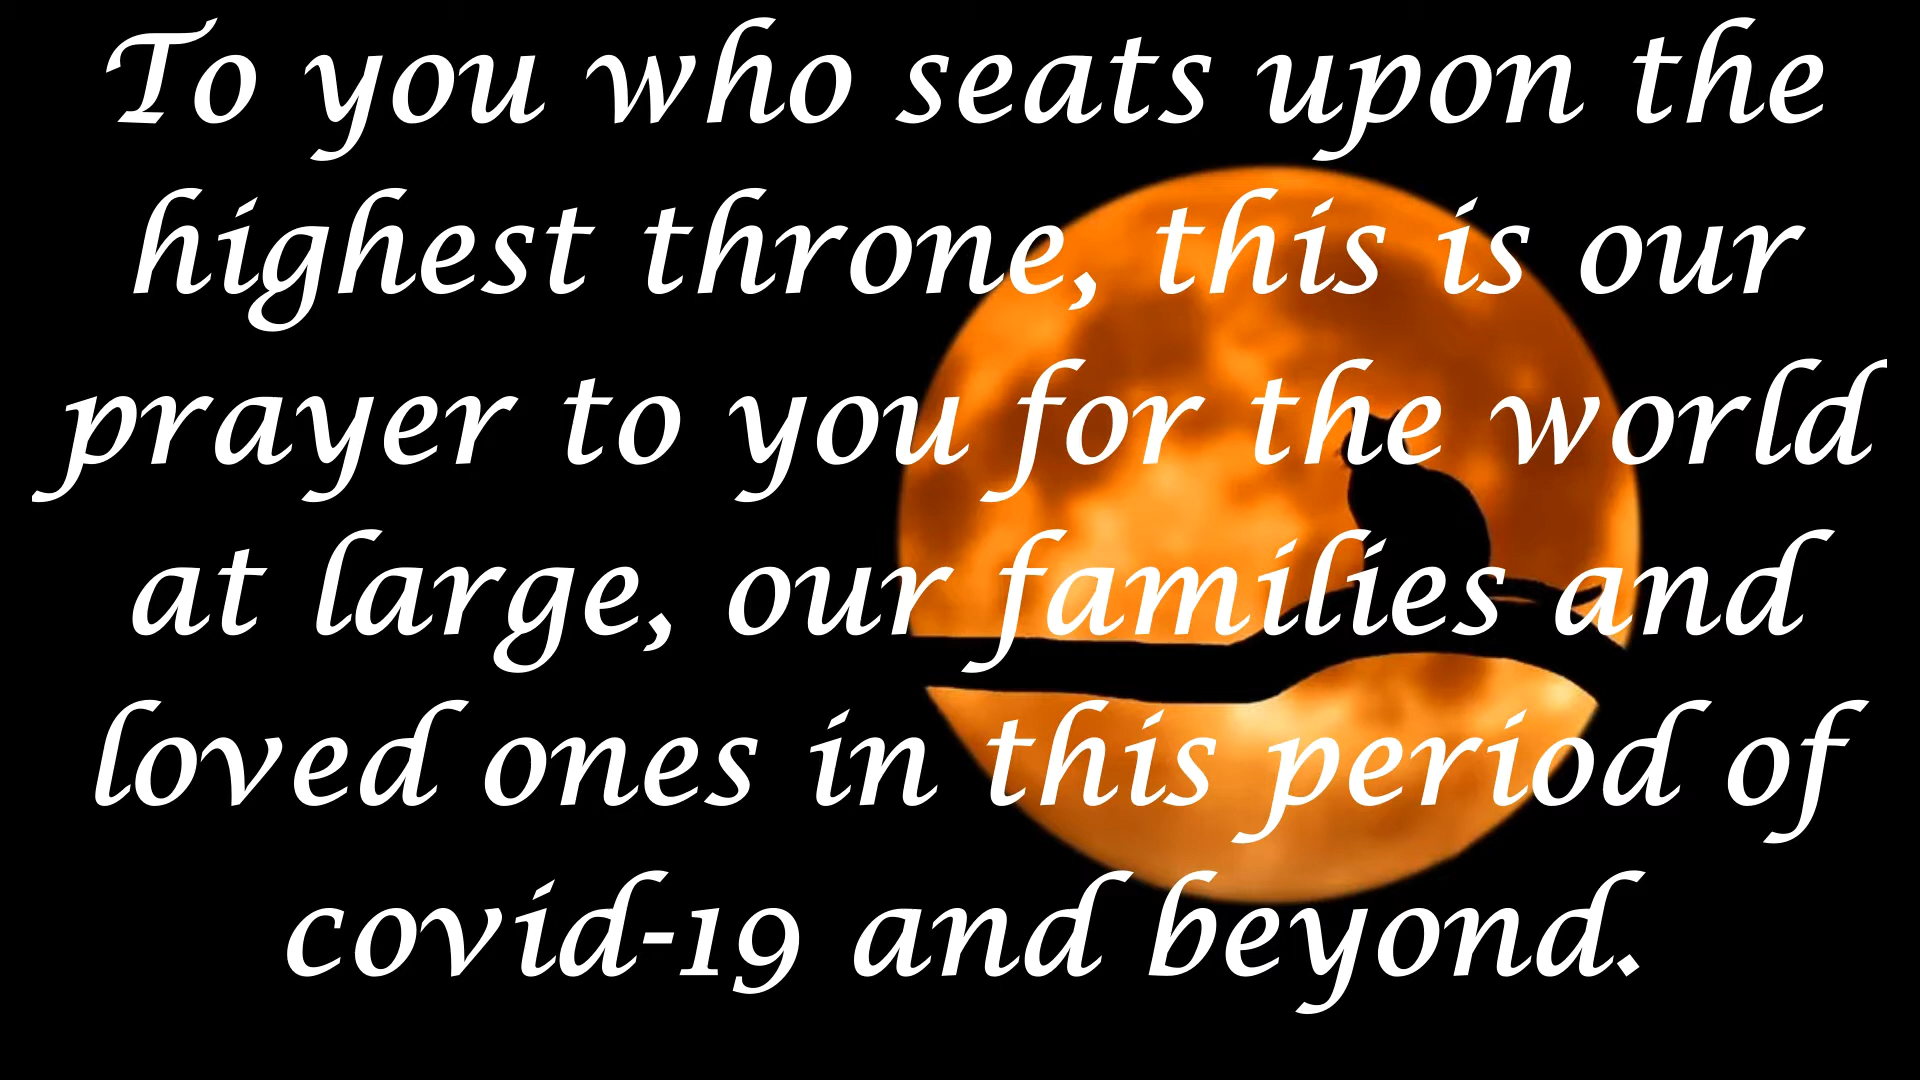 To you who seats upon the
highest throne, this is our
prayer to you for the world
at large, our families and
loved ones in this period of
covid-19 and beyond.